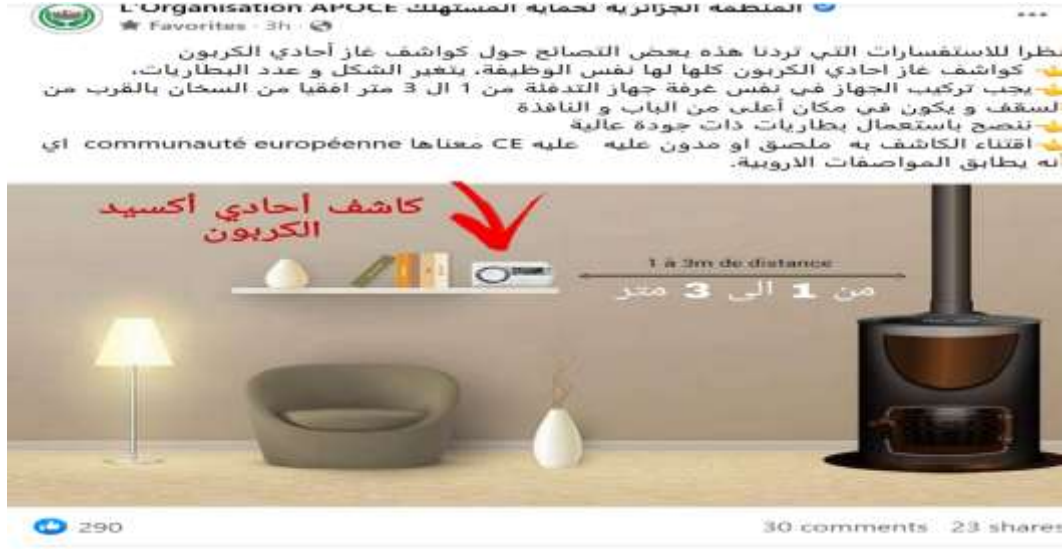 L'Organisation APOCE المنظمة الجزائرية لحماية المستهلك
Favorites · 3h ·
نظرا للاستفسارات التي تردنا هذه بعض النصائح حول كواشف غاز أحادي الكربون
- كواشف غاز احادي الكربون كلها لها نفس الوظيفة، يتغير الشكل و عدد البطاريات،
-يجب تركيب الجهاز في نفس غرفة جهاز التدفئة من 1 ال 3 متر افقيا من السخان بالقرب من
السقف و يكون في مكان أعلى من الباب و النافذة
-ننصح باستعمال بطاريات ذات جودة عالية
- اقتناء الكاشف به ملصق او مدون عليه عليه CE معناها communauté européenne اي
انه يطابق المواصفات الاروبية.
كاشف أحادي أكسيد
الكربون
1 à 3m de distance
من 1 الى 3 متر
290
30 comments 23 shares